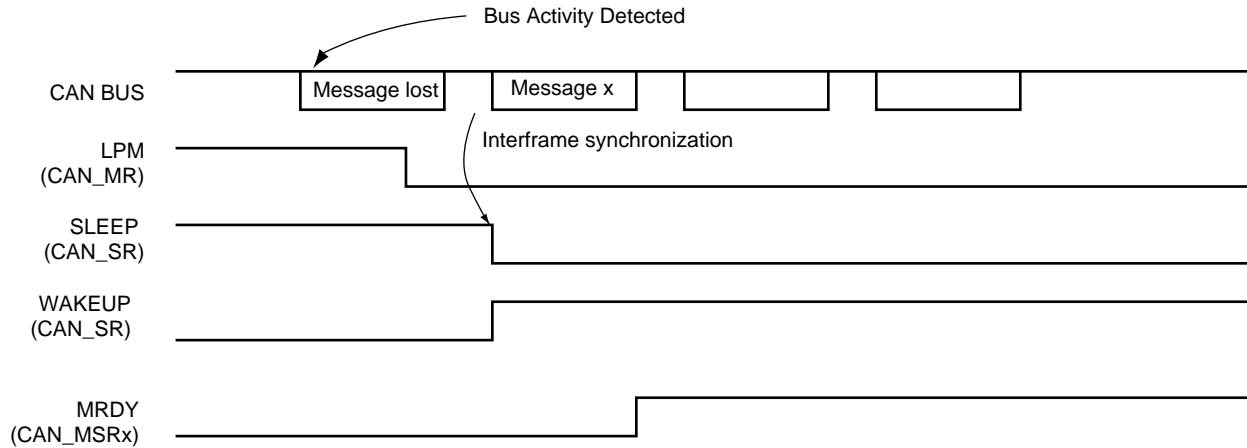 Bus Activity Detected
CAN BUS
Message lost
Message x
Interframe synchronization
LPM
(CAN_MR)
SLEEP
(CAN_SR)
WAKEUP
(CAN_SR)
MRDY
(CAN_MSRx)